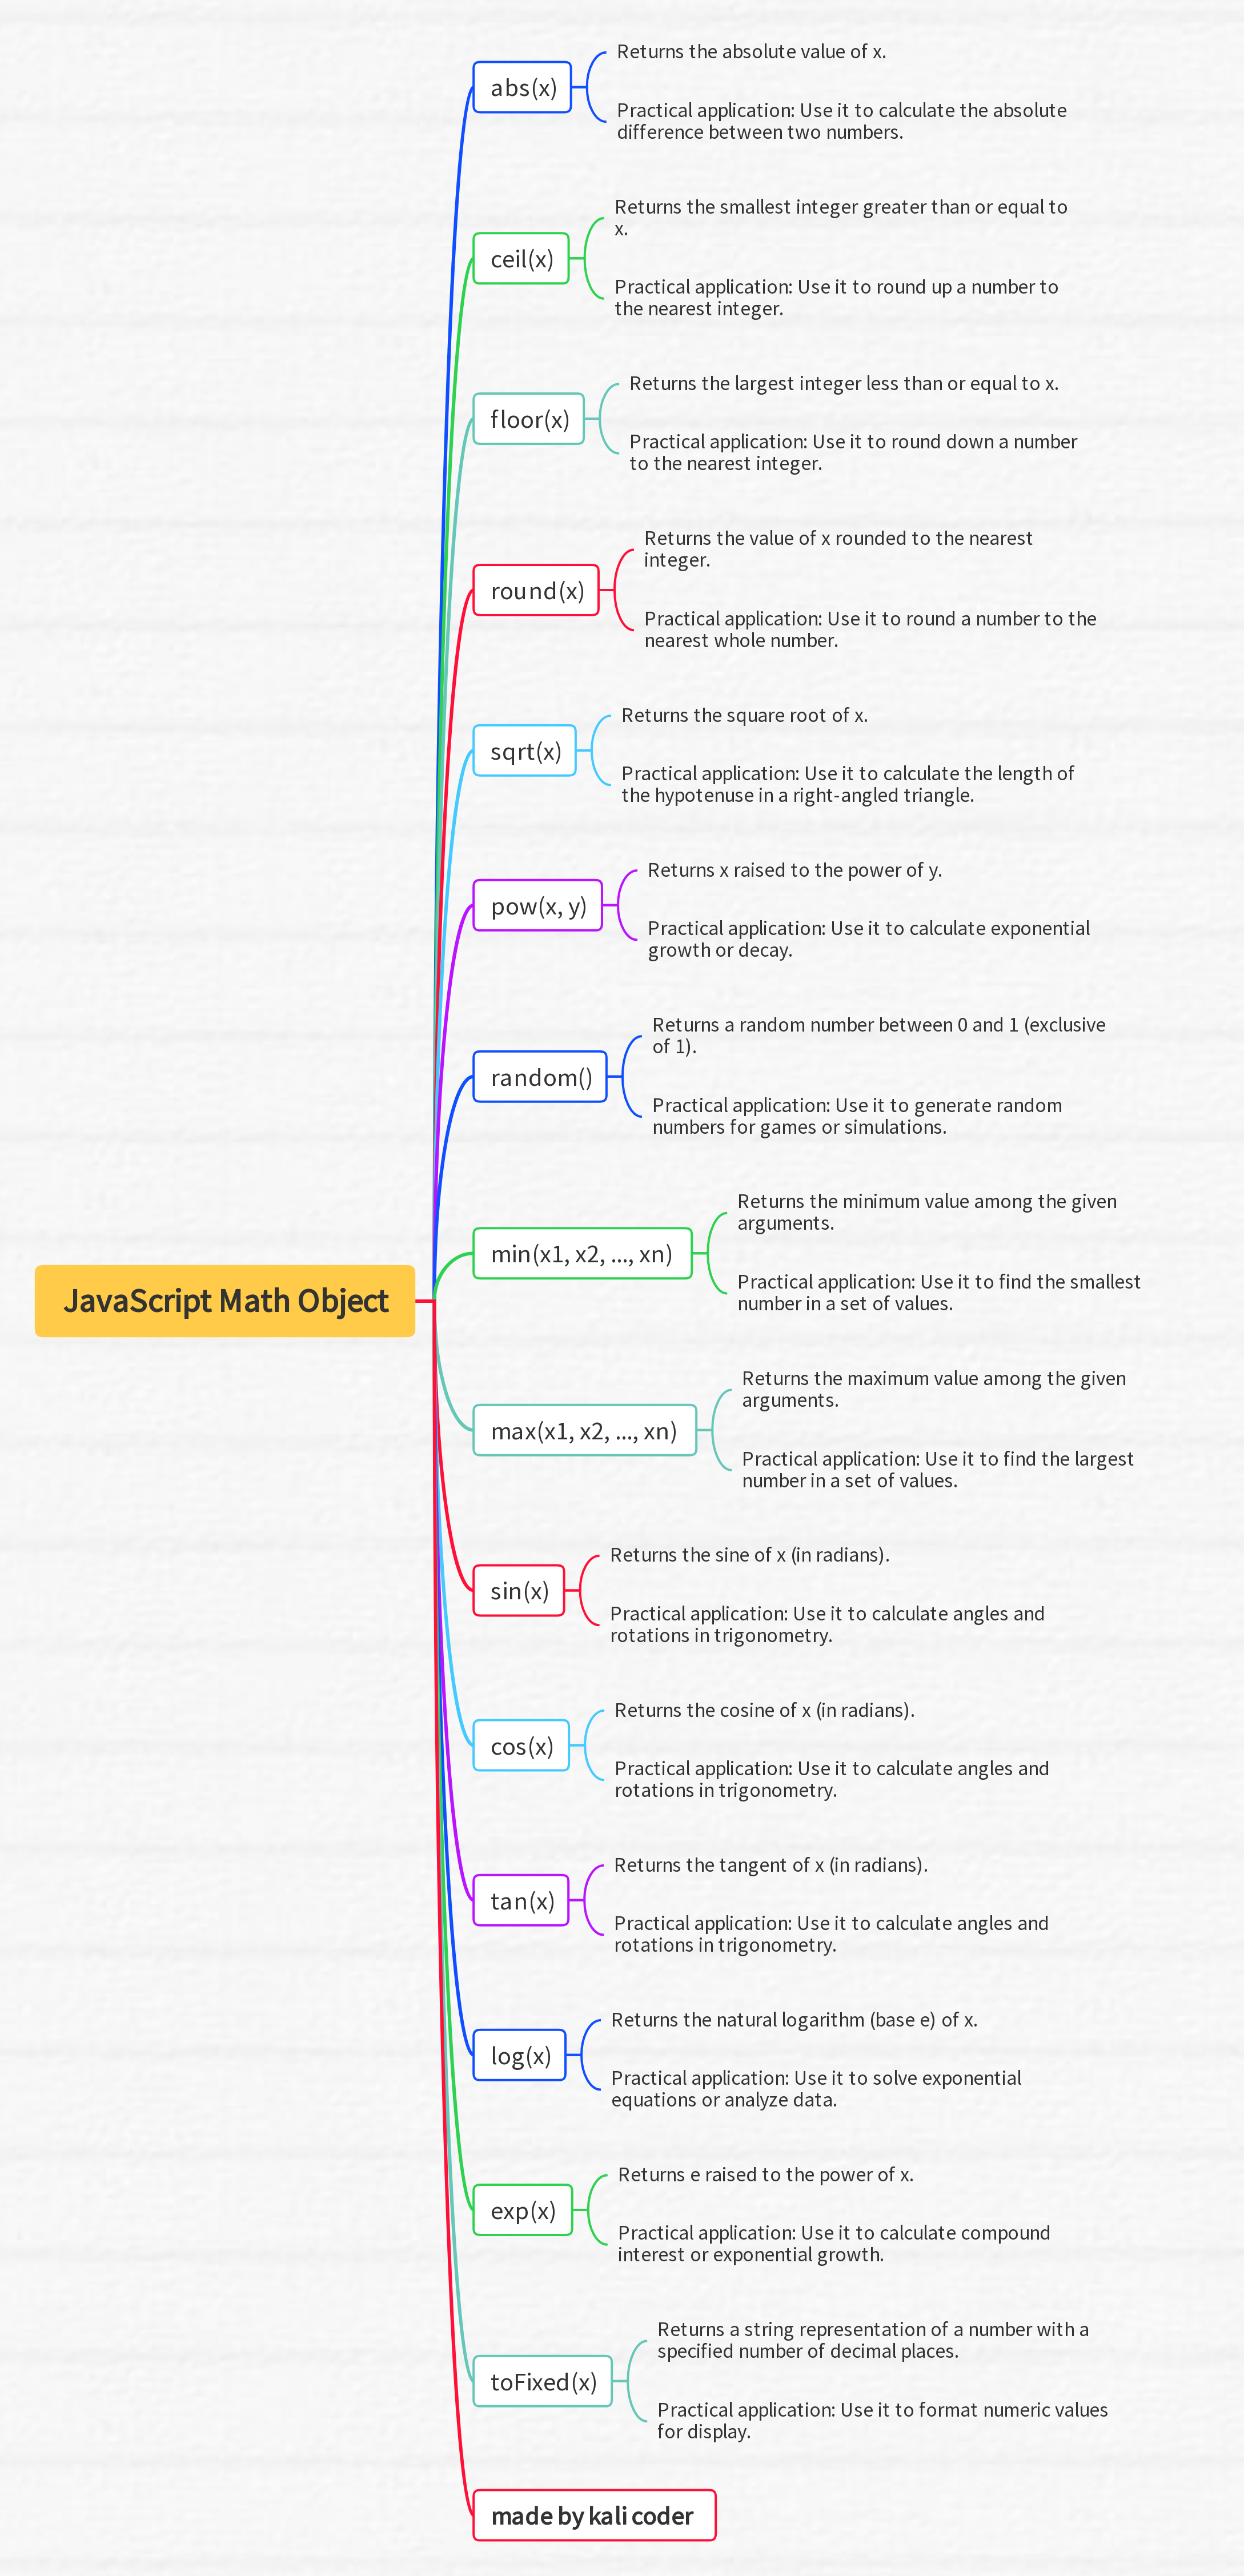 abs(x)
Returns the absolute value of x.
Practical application: Use it to calculate the absolute
difference between two numbers.
ceil(x)
Returns the smallest integer greater than or equal to
x.
Practical application: Use it to round up a number to
the nearest integer.
floor(x)
Returns the largest integer less than or equal to x.
Practical application: Use it to round down a number
to the nearest integer.
round(x)
Returns the value of x rounded to the nearest
integer.
Practical application: Use it to round a number to the
nearest whole number.
sqrt(x)
Returns the square root of x.
Practical application: Use it to calculate the length of
the hypotenuse in a right-angled triangle.
pow(x, y)
Returns x raised to the power of y.
Practical application: Use it to calculate exponential
growth or decay.
random()
Returns a random number between 0 and 1 (exclusive
of 1).
Practical application: Use it to generate random
numbers for games or simulations.
min(x1, x2, ..., xn)
Returns the minimum value among the given
arguments.
Practical application: Use it to find the smallest
number in a set of values.
JavaScript Math Object
max(x1, x2, ..., xn)
Returns the maximum value among the given
arguments.
Practical application: Use it to find the largest
number in a set of values.
sin(x)
Returns the sine of x (in radians).
Practical application: Use it to calculate angles and
rotations in trigonometry.
cos(x)
Returns the cosine of x (in radians).
Practical application: Use it to calculate angles and
rotations in trigonometry.
tan(x)
Returns the tangent of x (in radians).
Practical application: Use it to calculate angles and
rotations in trigonometry.
log(x)
Returns the natural logarithm (base e) of x.
Practical application: Use it to solve exponential
equations or analyze data.
exp(x)
Returns e raised to the power of x.
Practical application: Use it to calculate compound
interest or exponential growth.
toFixed(x)
Returns a string representation of a number with a
specified number of decimal places.
Practical application: Use it to format numeric values
for display.
made by kali coder